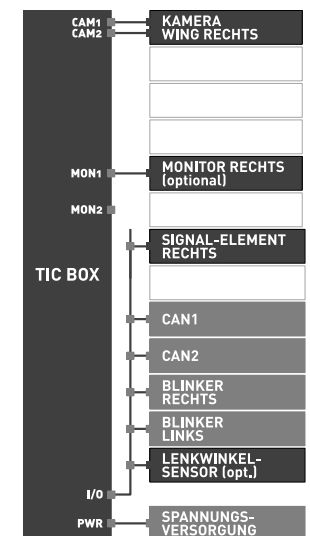 CAM1
CAM2
KAMERA
WING RECHTS
MON1
MONITOR RECHTS
(optional)
MON2
SIGNAL-ELEMENT
RECHTS
TIC BOX
CAN1
CAN2
BLINKER
RECHTS
BLINKER
LINKS
LENKWINKEL-
SENSOR (opt.)
I/O
PWR
SPANNUNGS-
VERSORGUNG